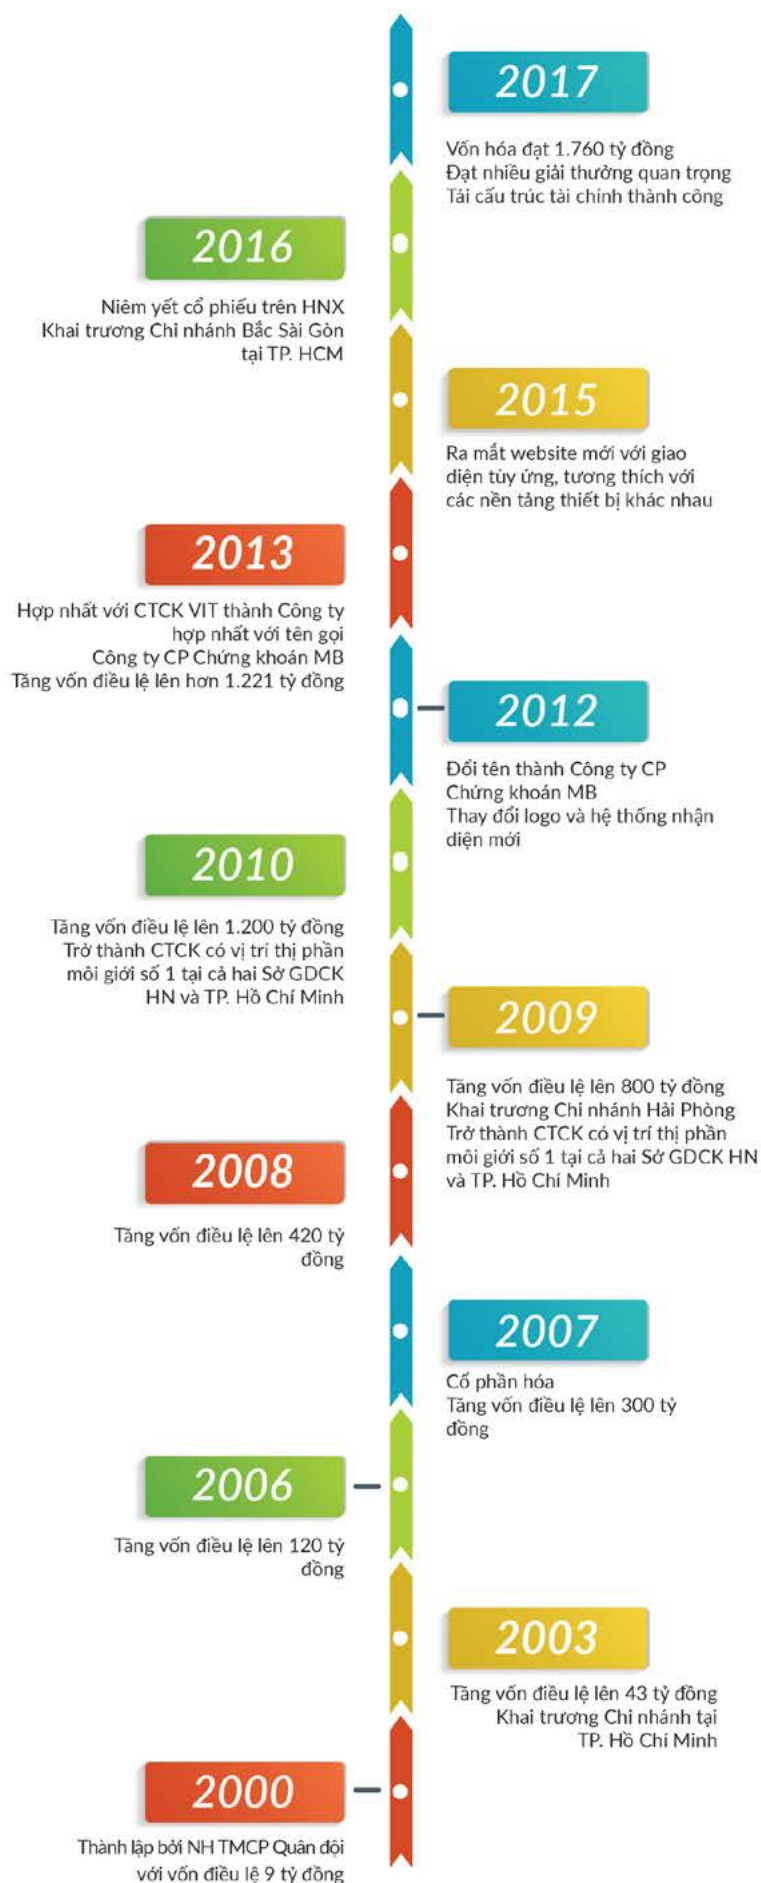 2017
Vốn hóa đạt 1.760 tỷ đồng
Đạt nhiều giải thưởng quan trọng
Tái cấu trúc tài chính thành công
2016
Niêm yết cổ phiếu trên HNX
Khai trương Chi nhánh Bắc Sài Gòn
tại TP. HCM
2015
Ra mắt website mới với giao
diện tùy ứng, tương thích với
các nền tảng thiết bị khác nhau
2013
Hợp nhất với CTCK VIT thành Công ty
hợp nhất với tên gọi
Công ty CP Chứng khoán MB
Tăng vốn điều lệ lên hơn 1.221 tỷ đồng
2012
Đổi tên thành Công ty CP
Chứng khoán MB
Thay đổi logo và hệ thống nhận
diện mới
2010
Tăng vốn điều lệ lên 1.200 tỷ đồng
Trở thành CTCK có vị trí thị phần
môi giới số 1 tại cả hai Sở GDCK
HN và TP. Hồ Chí Minh
2009
Tăng vốn điều lệ lên 800 tỷ đồng
Khai trương Chi nhánh Hải Phòng
Trở thành CTCK có vị trí thị phần
môi giới số 1 tại cả hai Sở GDCK HN
và TP. Hồ Chí Minh
2008
Tăng vốn điều lệ lên 420 tỷ
đồng
2007
Cổ phần hóa
Tăng vốn điều lệ lên 300 tỷ
đồng
2006
Tăng vốn điều lệ lên 120 tỷ
đồng
2003
Tăng vốn điều lệ lên 43 tỷ đồng
Khai trương Chi nhánh tại
TP. Hồ Chí Minh
2000
Thành lập bởi NH TMCP Quân đội
với vốn điều lệ 9 tỷ đồng